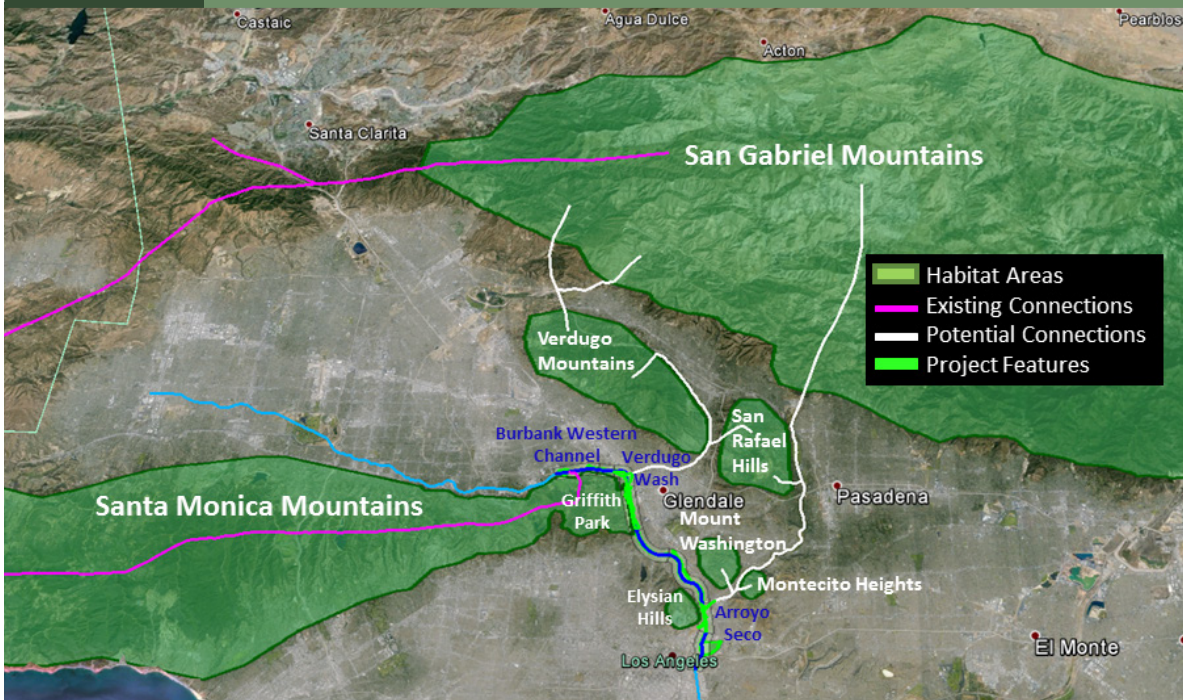 Castaic
Agua Dulce
Pearblos
Acton
Santa Clarita
San Gabriel Mountains
Habitat Areas
Existing Connections
Potential Connections
Project Features
Verdugo
Mountains
San
Rafael
Hills
Burbank Western
Channel
Verdugo
Wash
Santa Monica Mountains
Griffith
Park
Glendale
Pasadena
Mount
Washington
Montecito Heights
Elysian
Hills
Arroyo
Seco
Los Angeles
El Monte